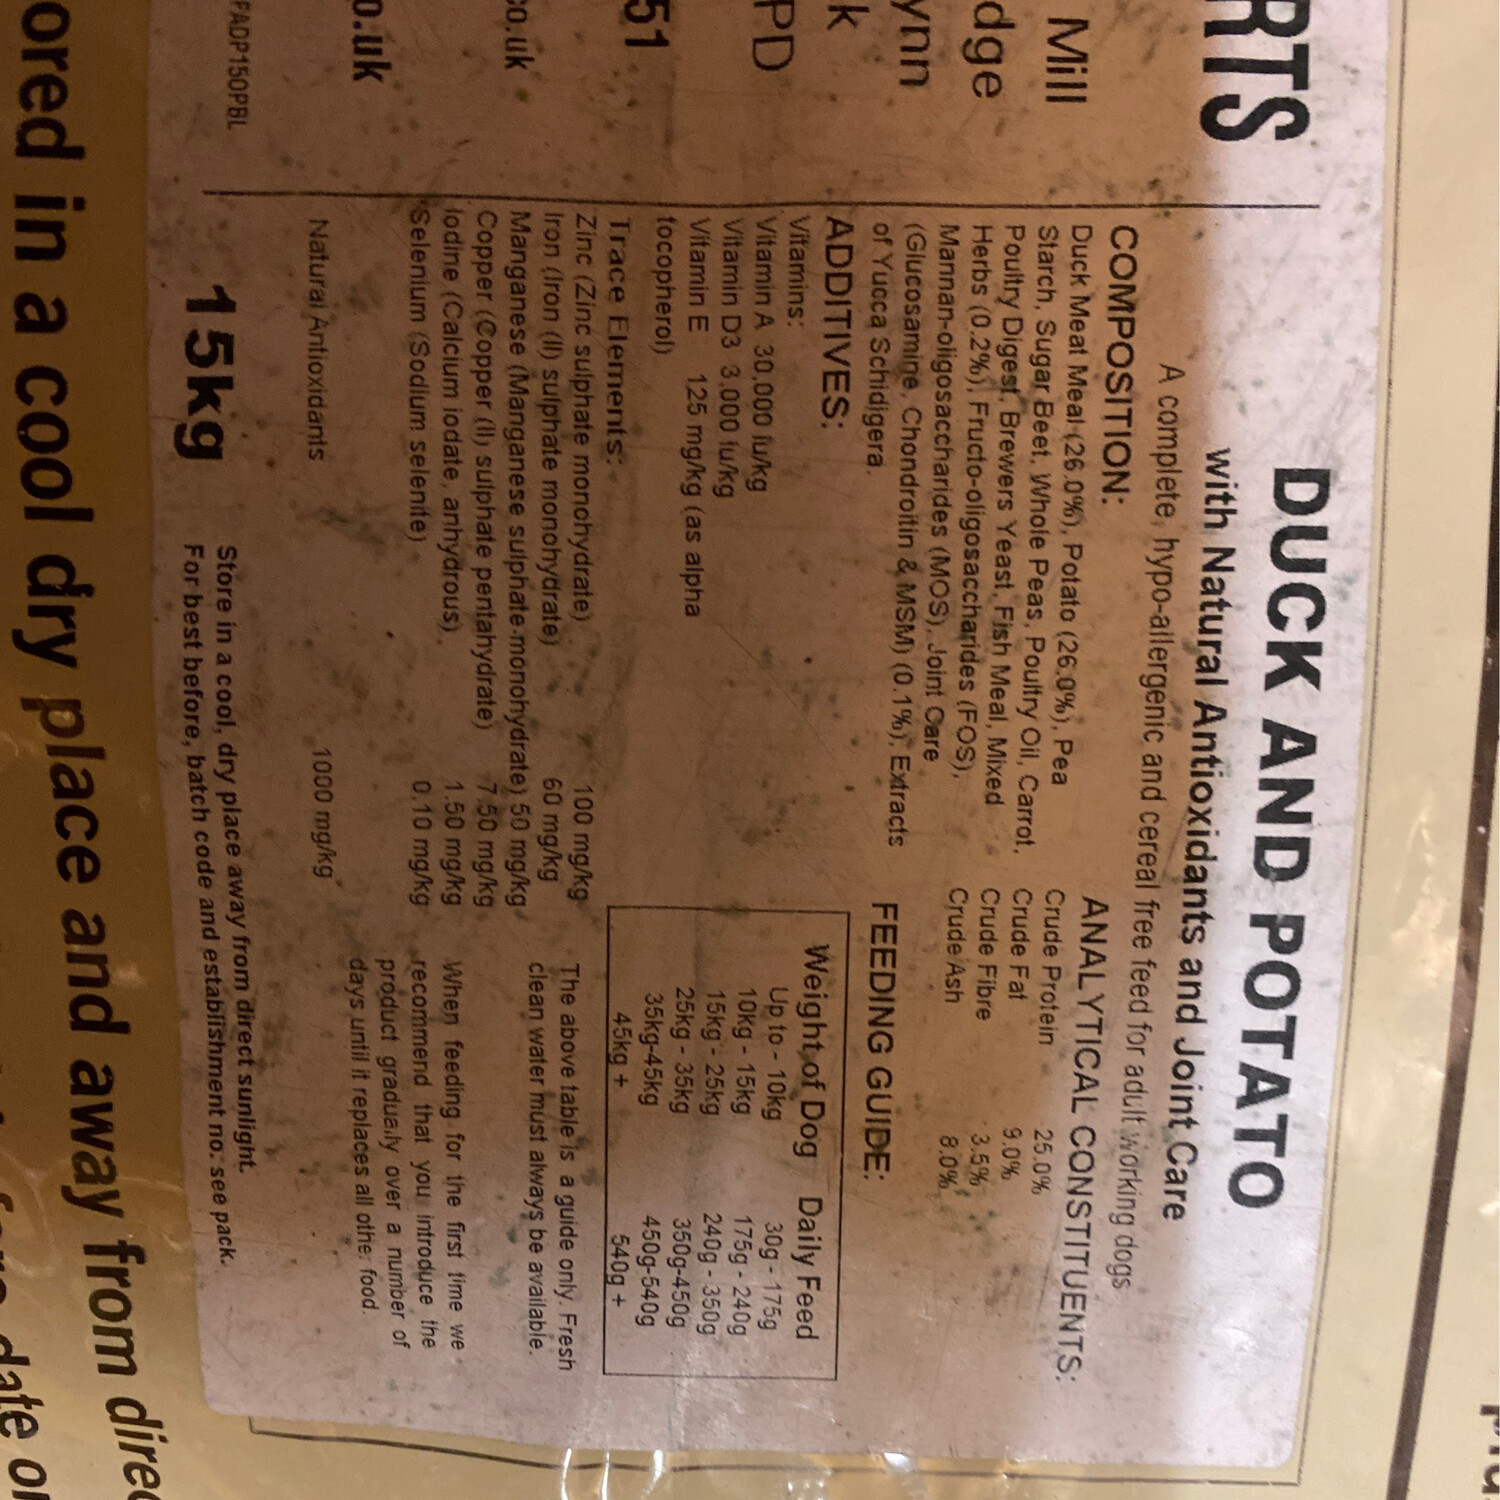 RTS
Mill
dge
ynn
k
PD
51
co.uk
o.uk
FADP150PBL
DUCK AND POTATO
with Natural Antioxidants and Joint Care
A complete, hypo-allergenic and cereal free feed for adult working dogs
COMPOSITION:
Duck Meat Meal (26.0%), Potato (26.0%), Pea
Starch, Sugar Beet, Whole Peas, Poultry Oil, Carrot,
Poultry Digest, Brewers Yeast, Fish Meal, Mixed
Herbs (0.2%), Fructo-oligosaccharides (FOS),
Mannan-oligosaccharides (MOS), Joint Care
(Glucosamine, Chondroitin & MSM) (0.1%), Extracts
of Yucca Schidigera.
ADDITIVES:
Vitamins:
Vitamin A 30,000 iu/kg
Vitamin D3 3,000 iu/kg
Vitamin E 125 mg/kg (as alpha
tocopherol)
Trace Elements:
Zinc (Zinc sulphate monohydrate) 100 mg/kg
Iron (Iron (II) sulphate monohydrate) 60 mg/kg
Manganese (Manganese sulphate monohydrate) 50 mg/kg
Copper (Copper (II) sulphate pentahydrate) 7.50 mg/kg
Iodine (Calcium iodate, anhydrous) 1.50 mg/kg
Selenium (Sodium selenite) 0.10 mg/kg
Natural Antioxidants 1000 mg/kg
ANALYTICAL CONSTITUENTS:
Crude Protein 25.0%
Crude Fat 9.0%
Crude Fibre 3.5%
Crude Ash 8.0%
FEEDING GUIDE:
Weight of Dog Daily Feed
Up to - 10kg 30g - 175g
10kg - 15kg 175g - 240g
15kg - 25kg 240g - 350g
25kg - 35kg 350g-450g
35kg-45kg 450g-540g
45kg + 540g +
The above table is a guide only. Fresh
clean water must always be available.
When feeding for the first time we
recommend that you introduce the
product gradually over a number of
days until it replaces all other food.
15kg
Store in a cool, dry place away from direct sunlight.
For best before, batch code and establishment no: see pack.
ored in a cool dry place and away from direc
date or